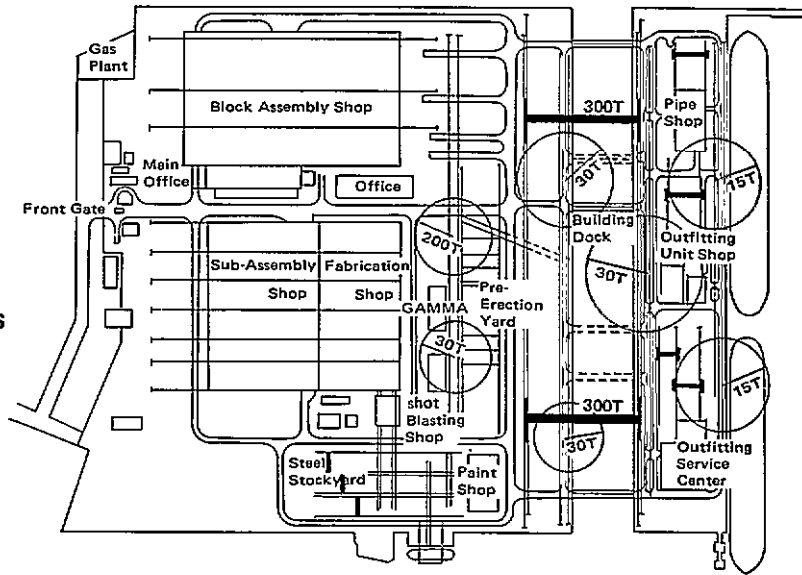 Gas
Plant
Block Assembly Shop
300T
Pipe
Shop
Main
Office
Office
30T
15T
Front Gate
200T
Building
Dock
Outfitting
Unit Shop
Sub-Assembly
Shop
Fabrication
Shop
30T
GAMMA
Pre-
Erection
Yard
s
30T
15T
shot
Blasting
Shop
300T
30T
Steel
Stockyard
Paint
Shop
Outfitting
Service
Center